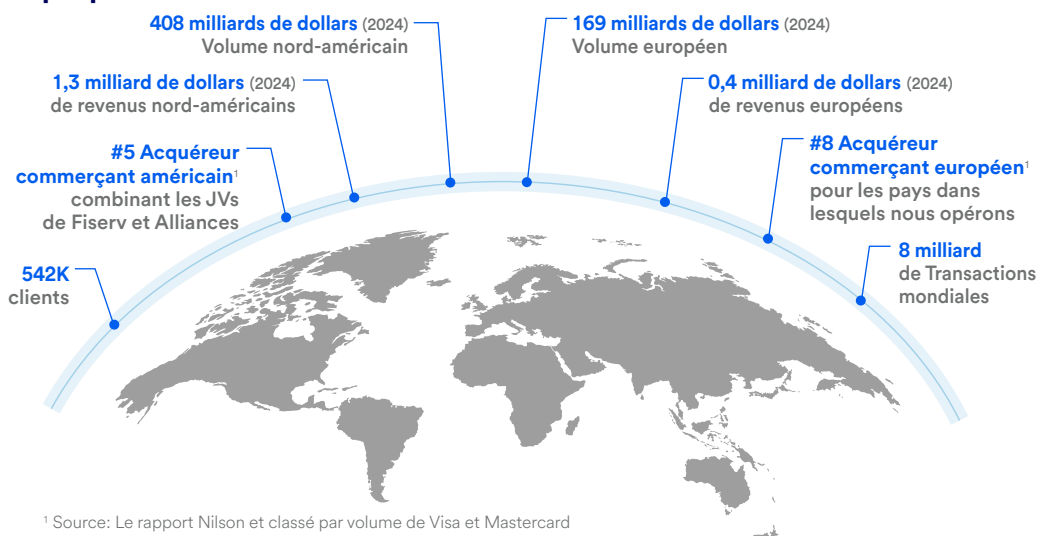 408 milliards de dollars (2024)
Volume nord-américain
169 milliards de dollars (2024)
Volume européen
1,3 milliard de dollars (2024)
de revenus nord-américains
0,4 milliard de dollars (2024)
de revenus européens
#5 Acquéreur
commerçant américain¹
combinant les JVs
de Fiserv et Alliances
#8 Acquéreur
commerçant européen¹
pour les pays dans
lesquels nous opérons
542K
clients
8 milliard
de Transactions
mondiales
¹ Source: Le rapport Nilson et classé par volume de Visa et Mastercard